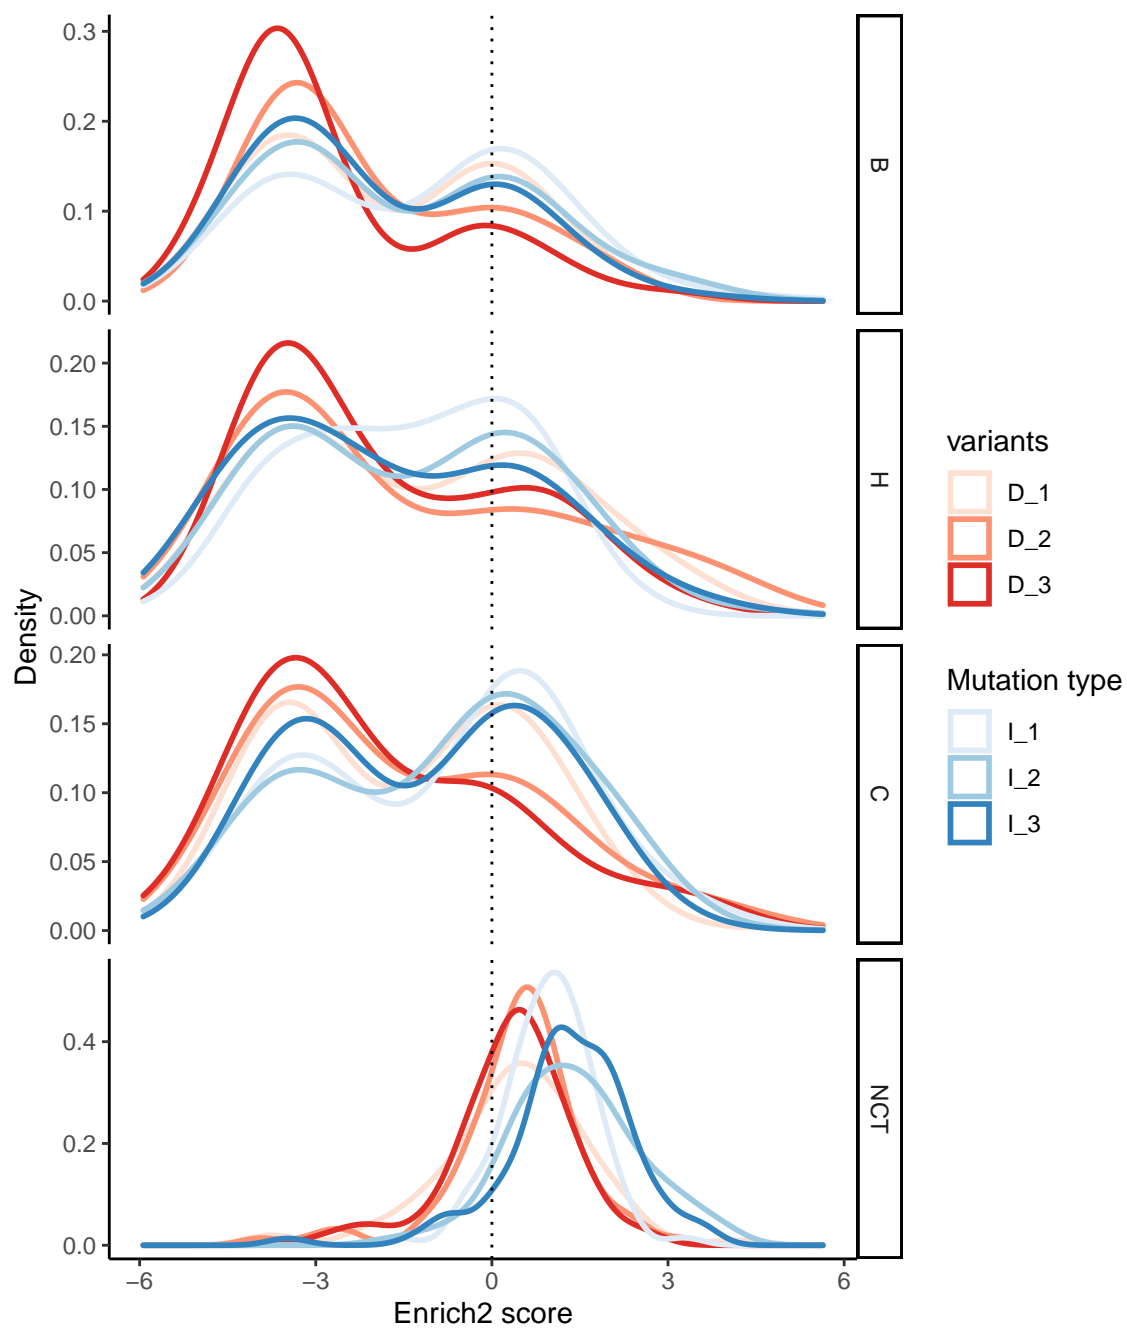 0.3
0.2
0.1
0.0
B
0.20
0.15
0.10
0.05
0.00
H
0.20
0.15
0.10
0.05
0.00
C
0.4
0.2
0.0
NCT
−6
−3
0
3
6
Enrich2 score
Density
variants
D_1
D_2
D_3
Mutation type
I_1
I_2
I_3